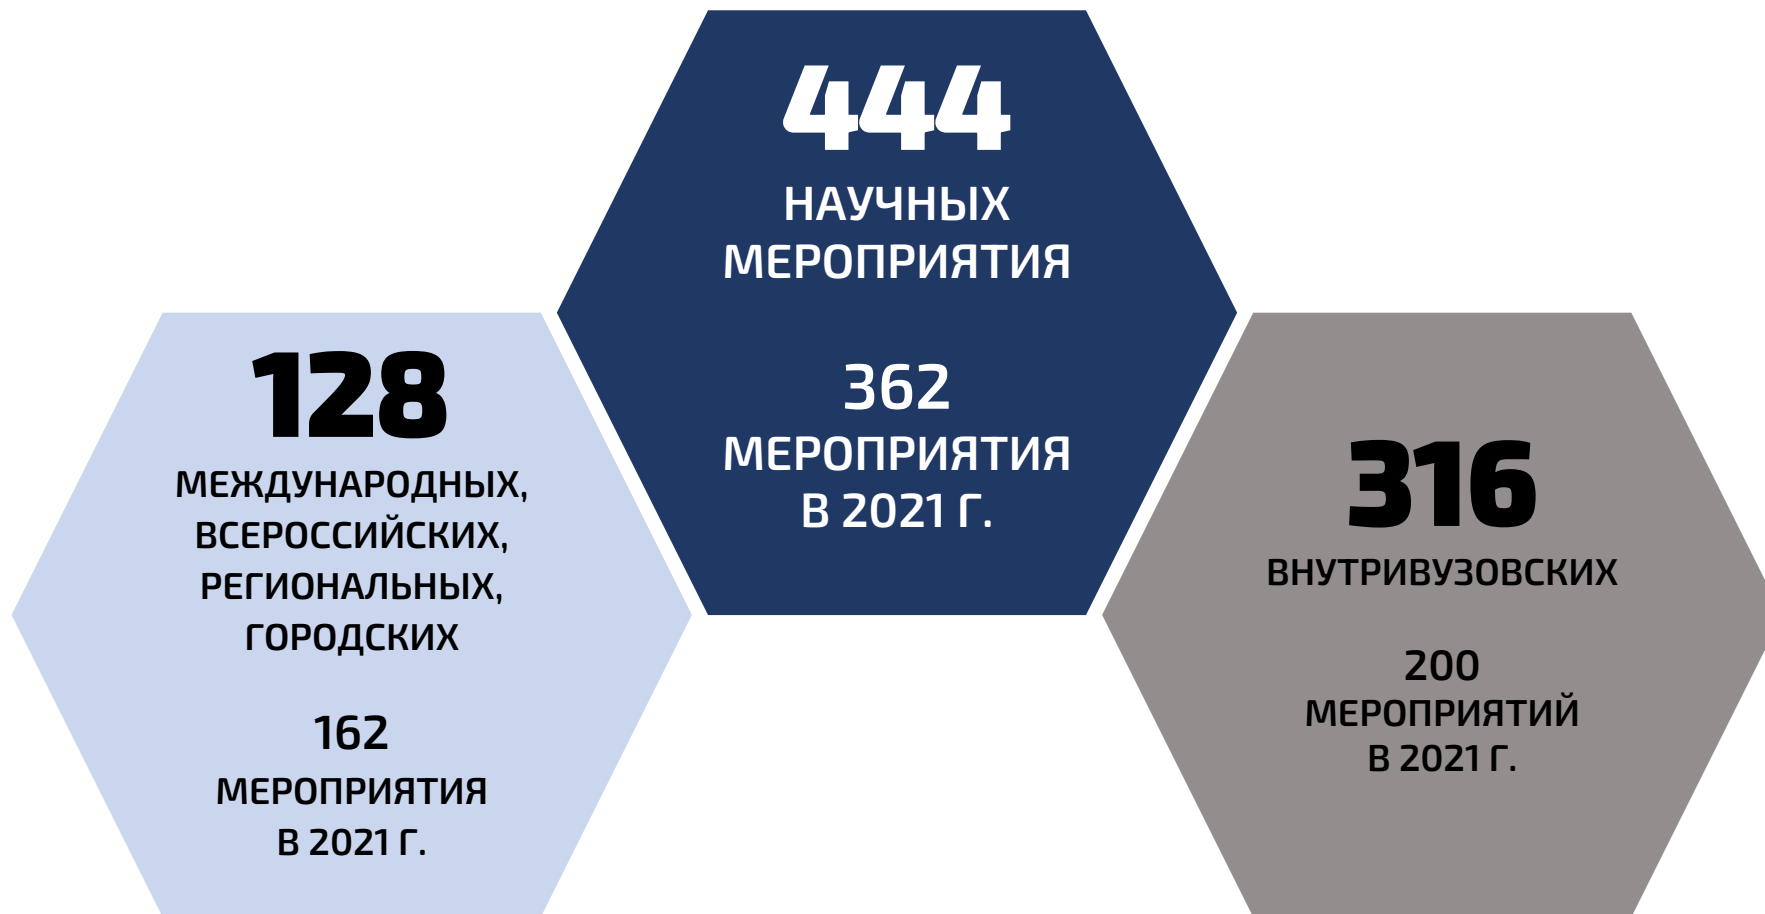 444
НАУЧНЫХ
МЕРОПРИЯТИЯ
362
МЕРОПРИЯТИЯ
В 2021 Г.
128
МЕЖДУНАРОДНЫХ,
ВСЕРОССИЙСКИХ,
РЕГИОНАЛЬНЫХ,
ГОРОДСКИХ
162
МЕРОПРИЯТИЯ
В 2021 Г.
316
ВНУТРИВУЗОВСКИХ
200
МЕРОПРИЯТИЙ
В 2021 Г.